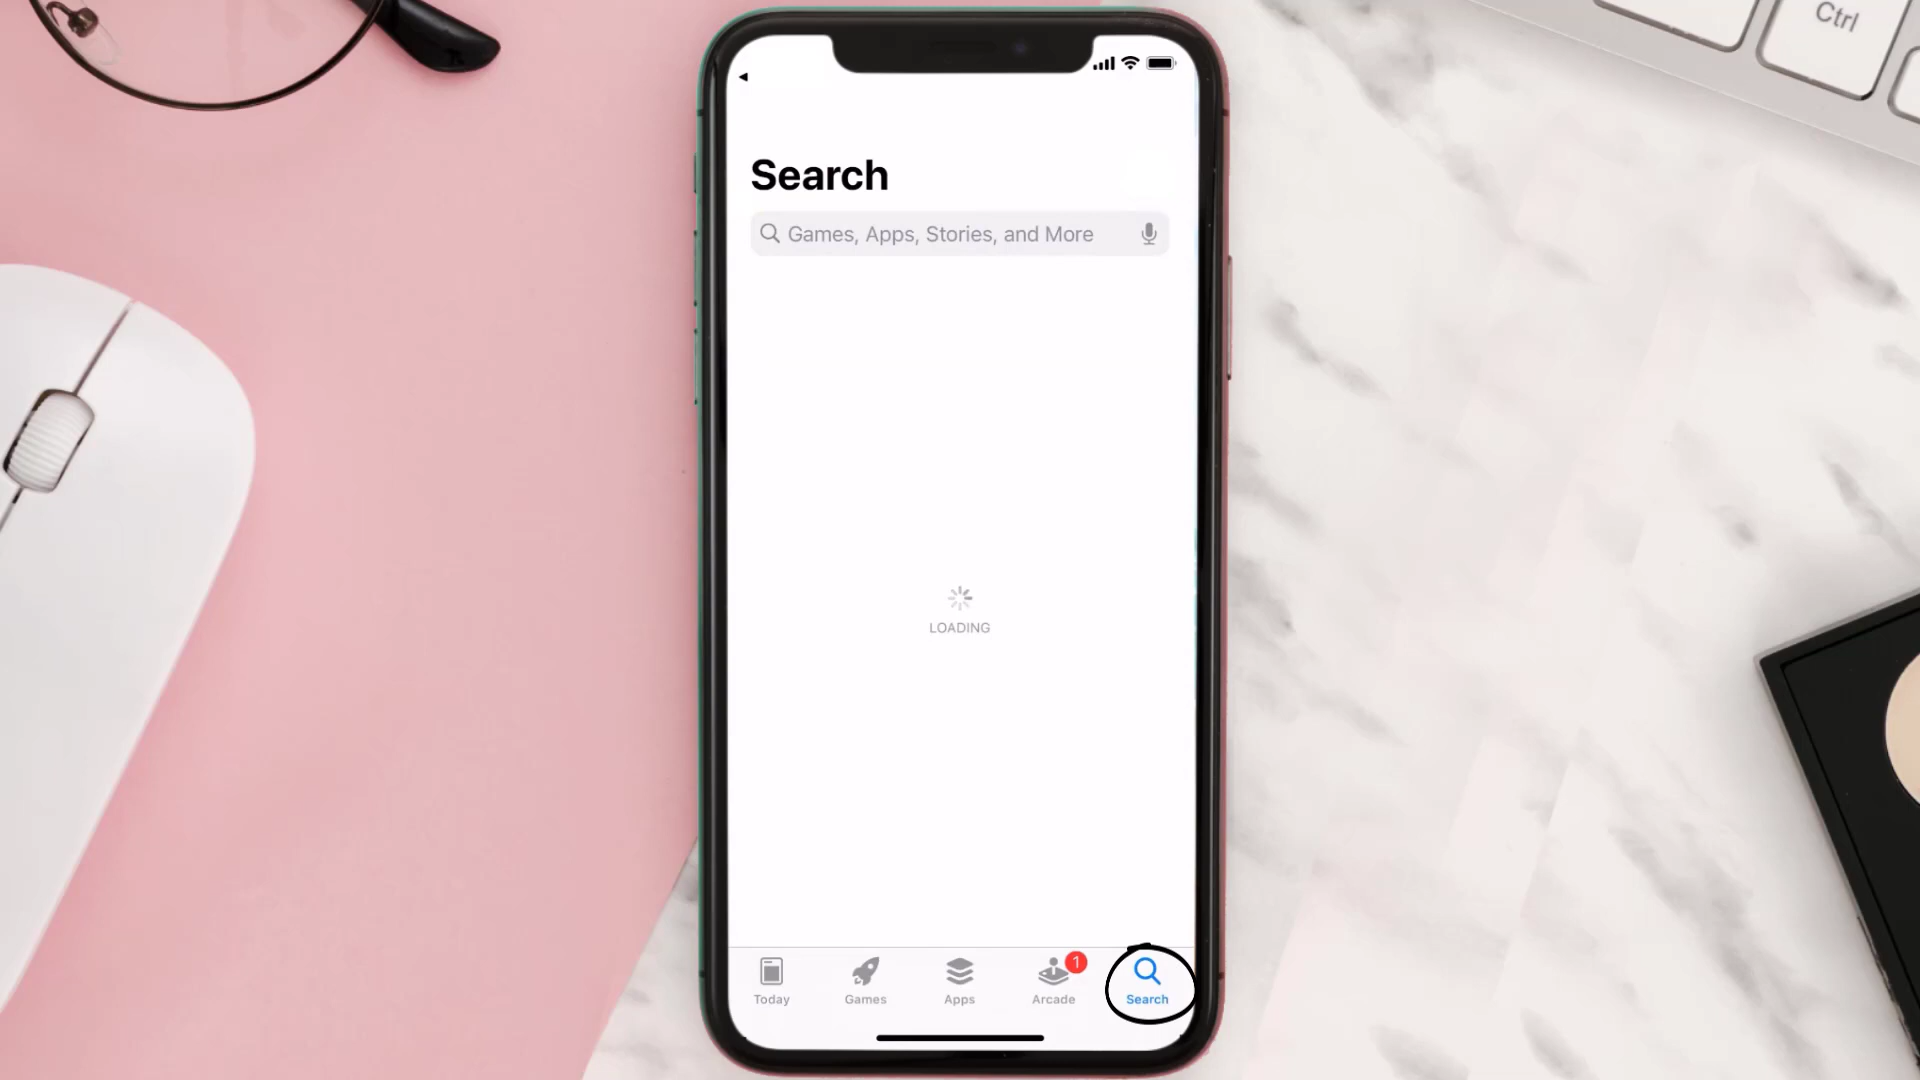 Ctrl
Search
Games, Apps, Stories, and More
LOADING
1
Today
Games
Apps
Arcade
Search